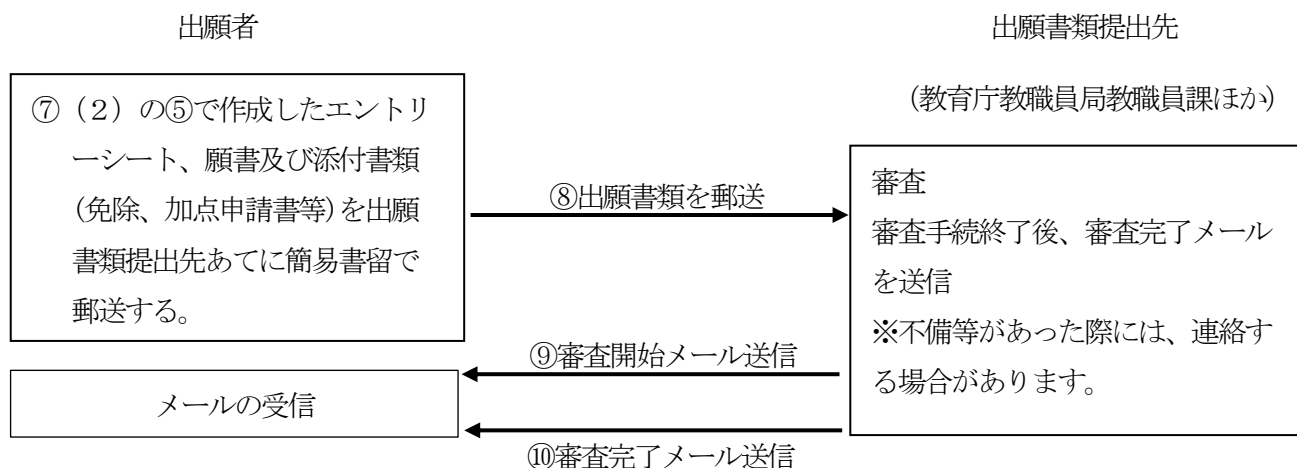 出願者
出願書類提出先
(教育庁教職員局教職員課ほか)
⑦(2)の⑤で作成したエントリ
ーシート、願書及び添付書類
(免除、加点申請書等)を出願
書類提出先あてに簡易書留で
郵送する。
⑧出願書類を郵送
審査
審査手続終了後、審査完了メール
を送信
※不備等があった際には、連絡す
る場合があります。
⑨審査開始メール送信
メールの受信
⑩審査完了メール送信